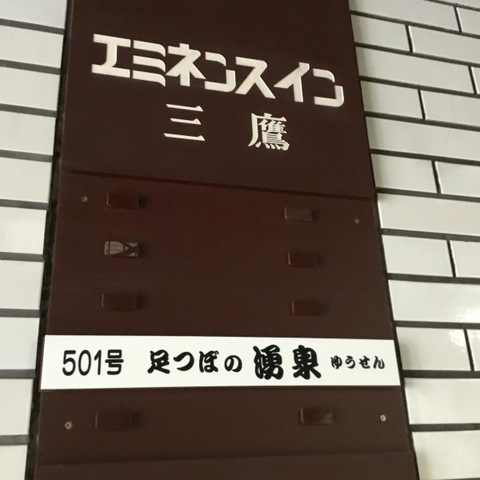 エミネンスイン
三鷹
501号 足つぼの 湧泉 ゆうせん